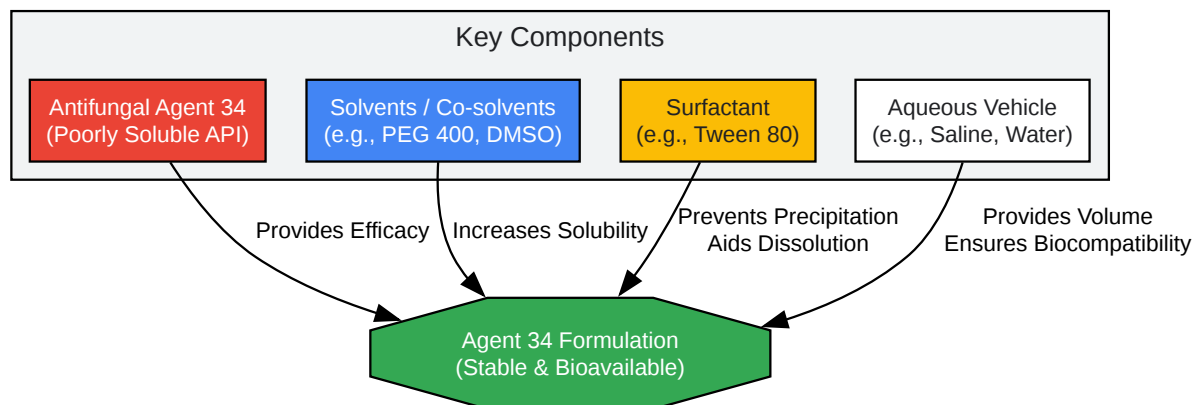 Key Components
Antifungal Agent 34
(Poorly Soluble API)
Solvents / Co-solvents
(e.g., PEG 400, DMSO)
Surfactant
(e.g., Tween 80)
Aqueous Vehicle
(e.g., Saline, Water)
Provides Efficacy
Increases Solubility
Prevents Precipitation
Aids Dissolution
Provides Volume
Ensures Biocompatibility
Agent 34 Formulation
(Stable & Bioavailable)